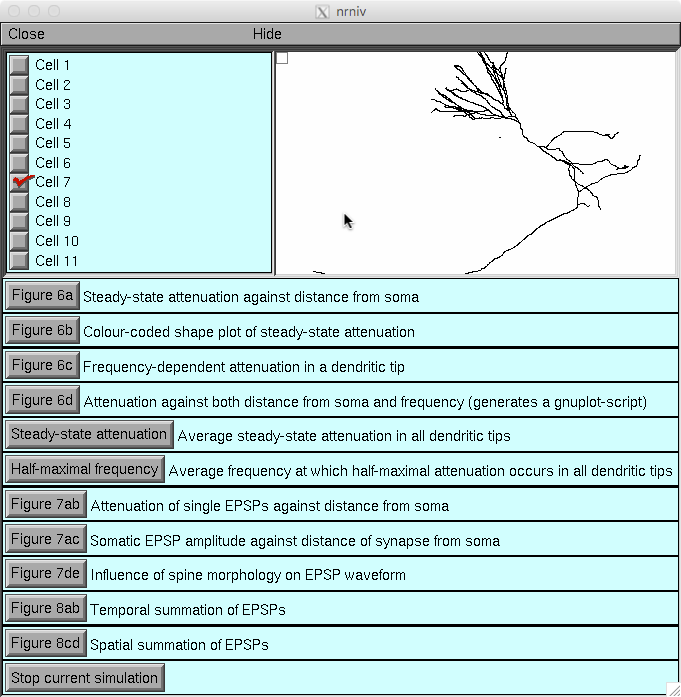 nrniv
Close Hide
Cell 1
Cell 2
Cell 3
Cell 4
Cell 5
Cell 6
Cell 7
Cell 8
Cell 9
Cell 10
Cell 11
Figure 6a Steady-state attenuation against distance from soma
Figure 6b Colour-coded shape plot of steady-state attenuation
Figure 6c Frequency-dependent attenuation in a dendritic tip
Figure 6d Attenuation against both distance from soma and frequency (generates a gnuplot-script)
Steady-state attenuation Average steady-state attenuation in all dendritic tips
Half-maximal frequency Average frequency at which half-maximal attenuation occurs in all dendritic tips
Figure 7ab Attenuation of single EPSPs against distance from soma
Figure 7ac Somatic EPSP amplitude against distance of synapse from soma
Figure 7de Influence of spine morphology on EPSP waveform
Figure 8ab Temporal summation of EPSPs
Figure 8cd Spatial summation of EPSPs
Stop current simulation